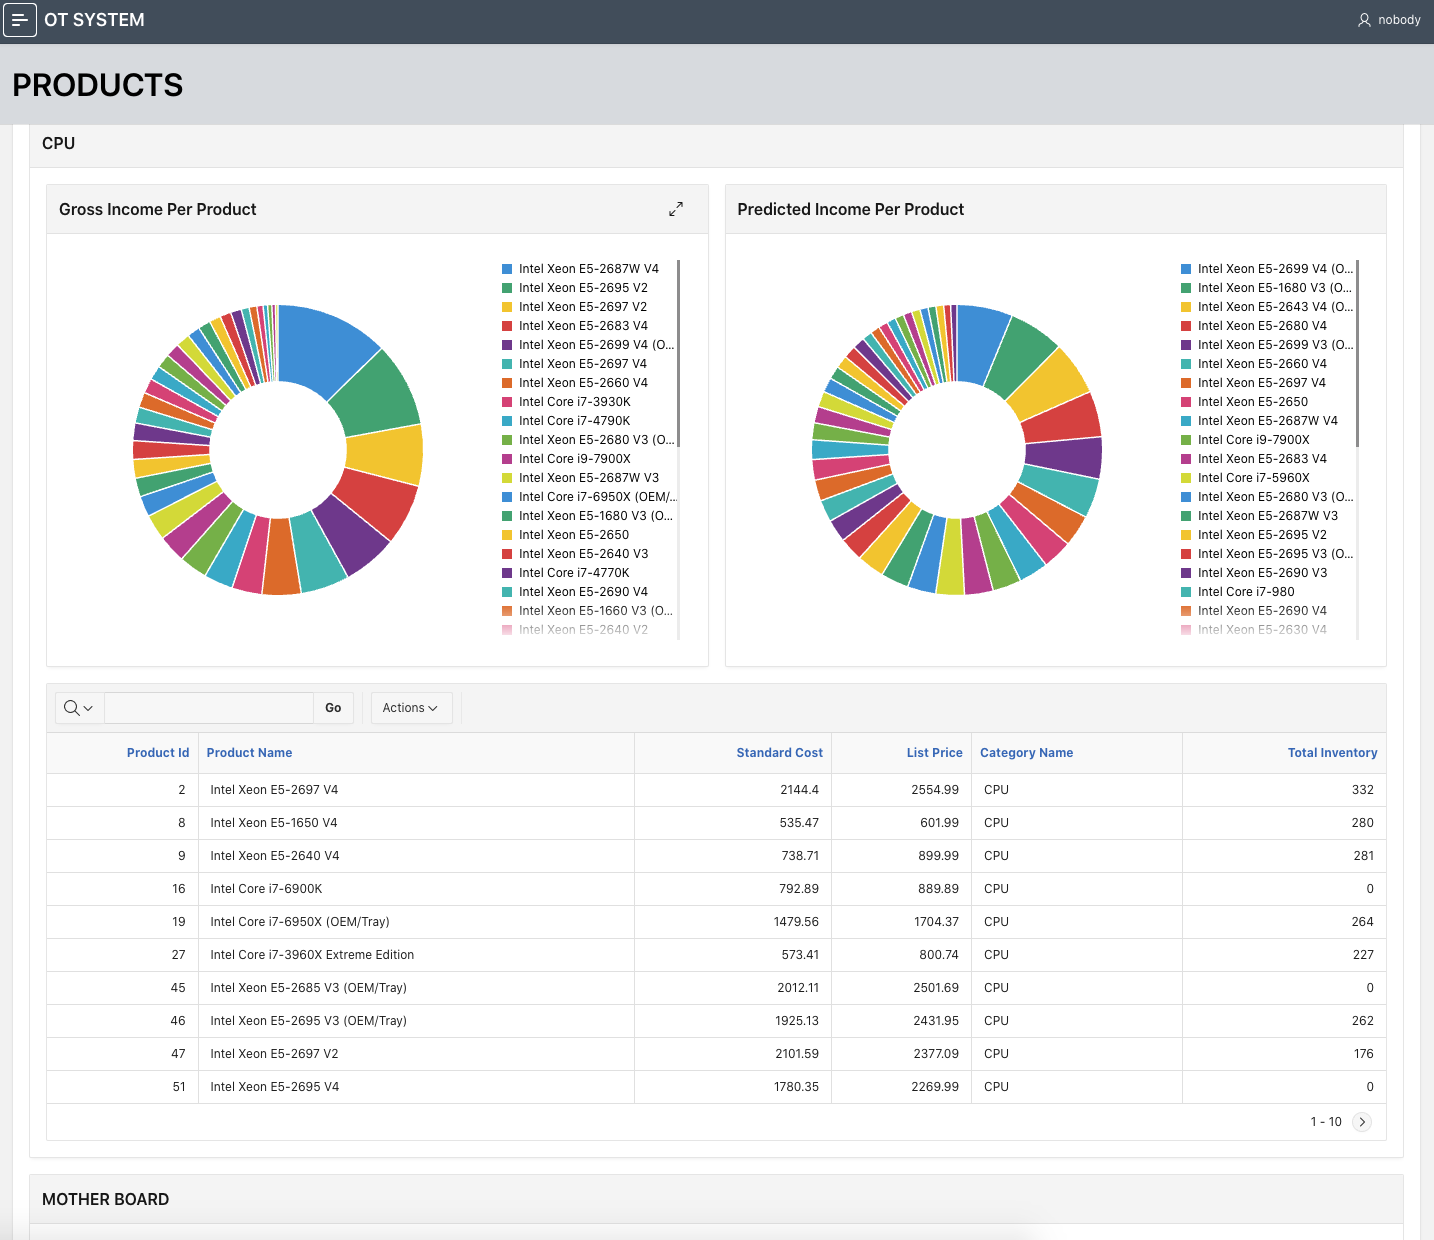 OT SYSTEM
nobody
PRODUCTS
CPU
Gross Income Per Product
Intel Xeon E5-2687W V4
Intel Xeon E5-2695 V2
Intel Xeon E5-2697 V2
Intel Xeon E5-2683 V4
Intel Xeon E5-2699 V4 (O...
Intel Xeon E5-2697 V4
Intel Xeon E5-2660 V4
Intel Core i7-3930K
Intel Core i7-4790K
Intel Xeon E5-2680 V3 (O...
Intel Core i9-7900X
Intel Xeon E5-2687W V3
Intel Core i7-6950X (OEM/...
Intel Xeon E5-1680 V3 (O...
Intel Xeon E5-2650
Intel Xeon E5-2640 V3
Intel Core i7-4770K
Intel Xeon E5-2690 V4
Intel Xeon E5-1660 V3 (O...
Intel Xeon E5-2640 V2
Predicted Income Per Product
Intel Xeon E5-2699 V4 (O...
Intel Xeon E5-1680 V3 (O...
Intel Xeon E5-2643 V4 (O...
Intel Xeon E5-2680 V4
Intel Xeon E5-2699 V3 (O...
Intel Xeon E5-2660 V4
Intel Xeon E5-2697 V4
Intel Xeon E5-2650
Intel Xeon E5-2687W V4
Intel Core i9-7900X
Intel Xeon E5-2683 V4
Intel Core i7-5960X
Intel Xeon E5-2680 V3 (O...
Intel Xeon E5-2687W V3
Intel Xeon E5-2695 V2
Intel Xeon E5-2695 V3 (O...
Intel Xeon E5-2690 V3
Intel Core i7-980
Intel Xeon E5-2690 V4
Intel Xeon E5-2630 V4
Go Actions
Product Id Product Name Standard Cost List Price Category Name Total Inventory
2 Intel Xeon E5-2697 V4 2144.4 2554.99 CPU 332
8 Intel Xeon E5-1650 V4 535.47 601.99 CPU 280
9 Intel Xeon E5-2640 V4 738.71 899.99 CPU 281
16 Intel Core i7-6900K 792.89 889.89 CPU 0
19 Intel Core i7-6950X (OEM/Tray) 1479.56 1704.37 CPU 264
27 Intel Core i7-3960X Extreme Edition 573.41 800.74 CPU 227
45 Intel Xeon E5-2685 V3 (OEM/Tray) 2012.11 2501.69 CPU 0
46 Intel Xeon E5-2695 V3 (OEM/Tray) 1925.13 2431.95 CPU 262
47 Intel Xeon E5-2697 V2 2101.59 2377.09 CPU 176
51 Intel Xeon E5-2695 V4 1780.35 2269.99 CPU 0
1 - 10
MOTHER BOARD